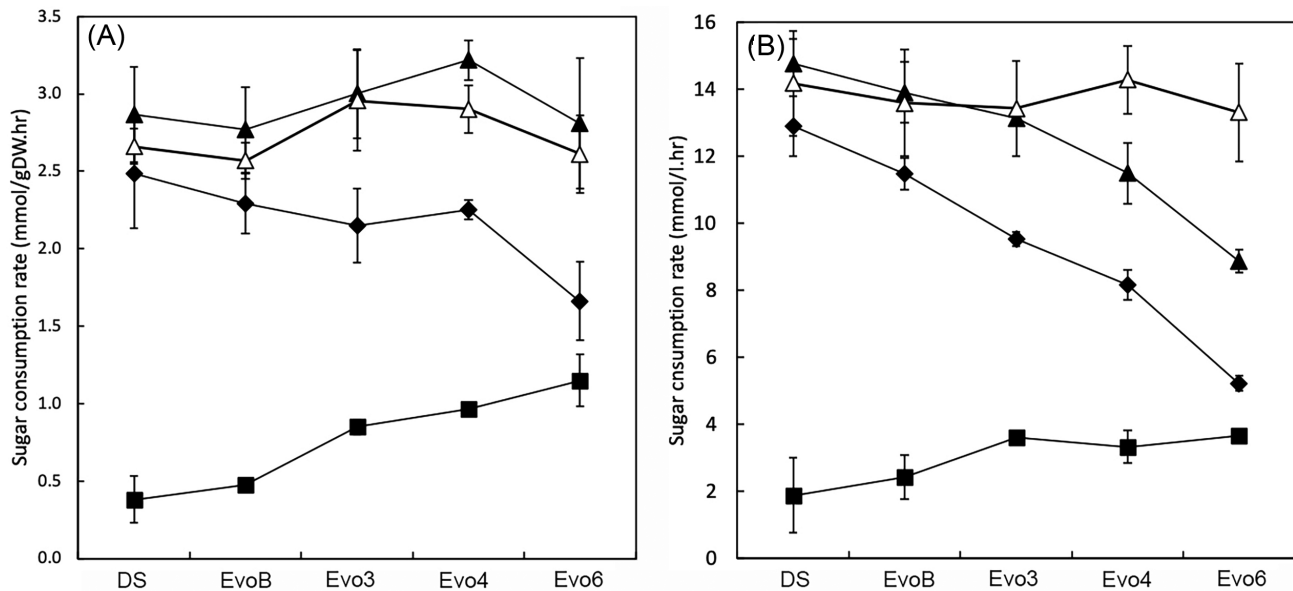 (A)
Sugar consumption rate (mmol/gDW.hr)
3.5
3.0
2.5
2.0
1.5
1.0
0.5
0.0
DS EvoB Evo3 Evo4 Evo6
(B)
Sugar cnsumption rate (mmol/l.hr)
16
14
12
10
8
6
4
2
0
DS EvoB Evo3 Evo4 Evo6